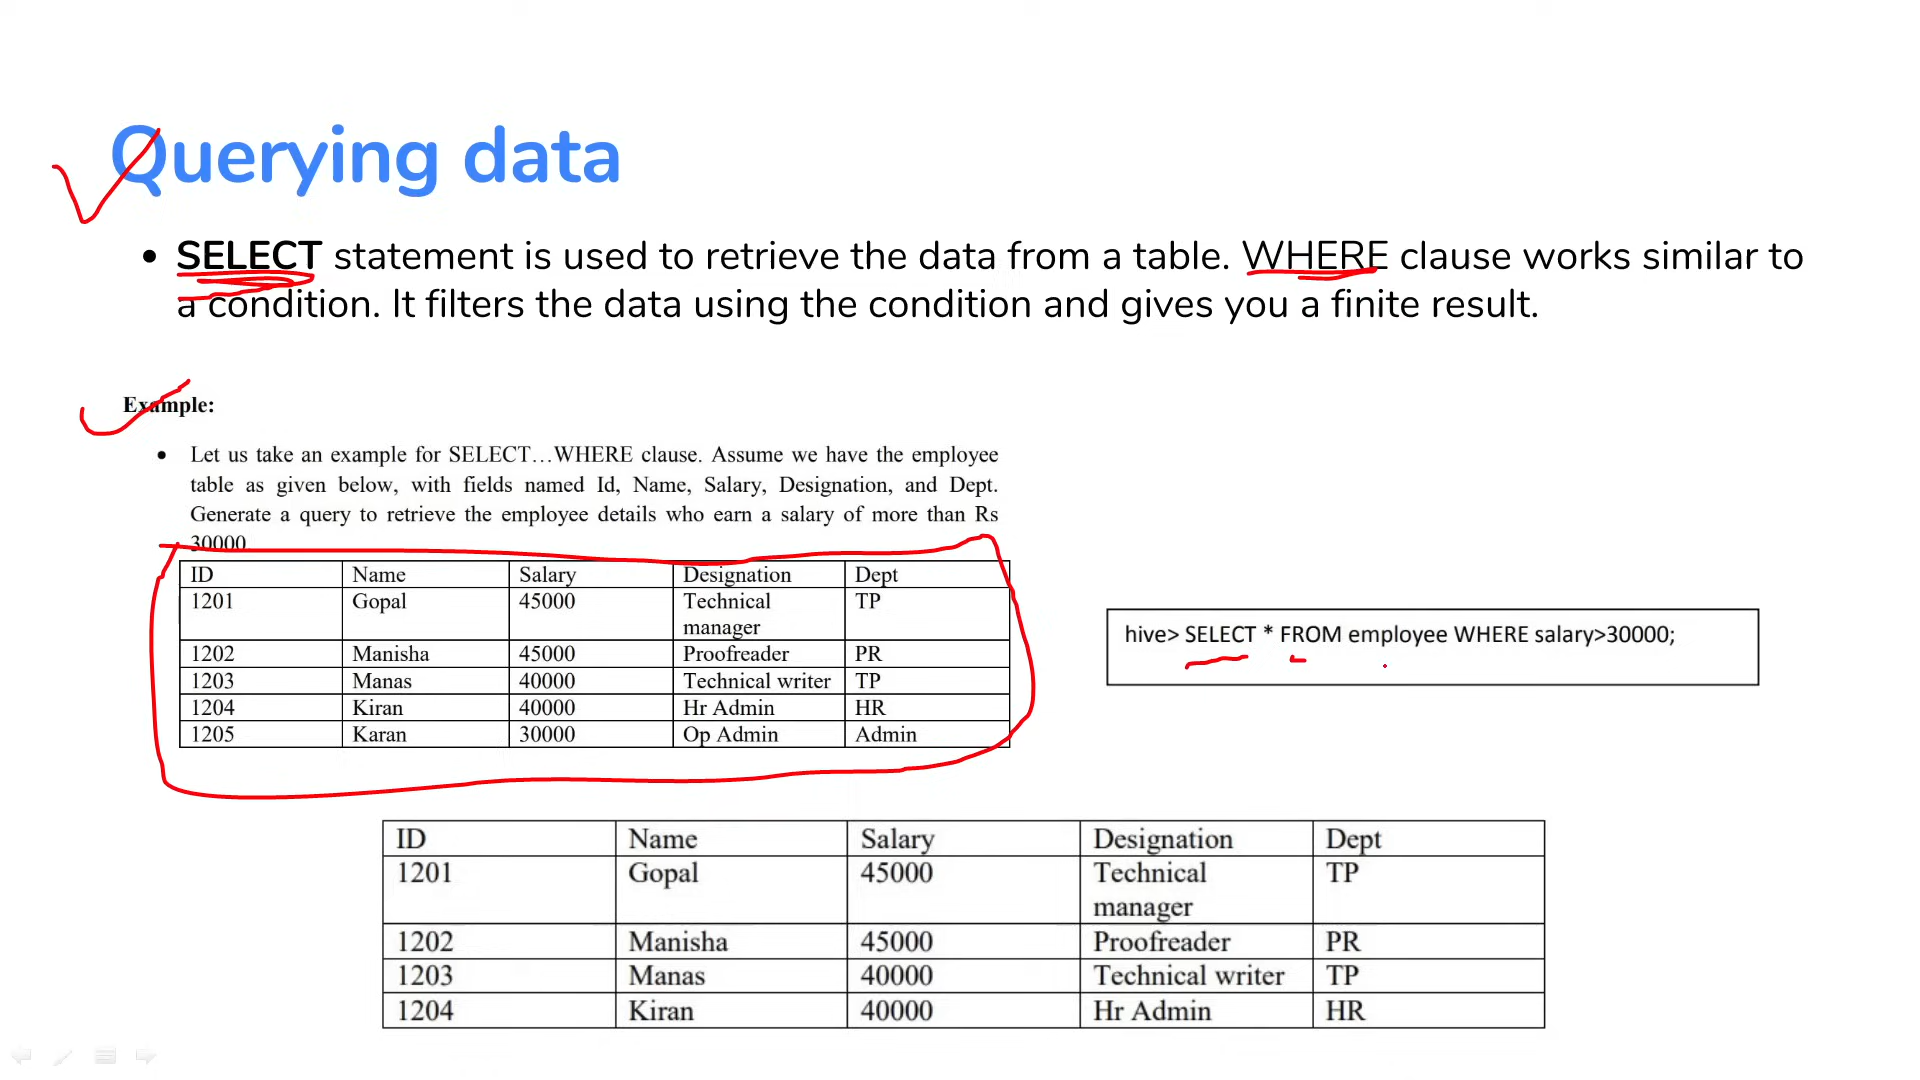 Querying data
• SELECT statement is used to retrieve the data from a table. WHERE clause works similar to
a condition. It filters the data using the condition and gives you a finite result.
Example:
• Let us take an example for SELECT…WHERE clause. Assume we have the employee
table as given below, with fields named Id, Name, Salary, Designation, and Dept.
Generate a query to retrieve the employee details who earn a salary of more than Rs
30000
ID Name Salary Designation Dept
1201 Gopal 45000 Technical TP
manager
1202 Manisha 45000 Proofreader PR
1203 Manas 40000 Technical writer TP
1204 Kiran 40000 Hr Admin HR
1205 Karan 30000 Op Admin Admin
hive> SELECT * FROM employee WHERE salary>30000;
ID Name Salary Designation Dept
1201 Gopal 45000 Technical TP
manager
1202 Manisha 45000 Proofreader PR
1203 Manas 40000 Technical writer TP
1204 Kiran 40000 Hr Admin HR